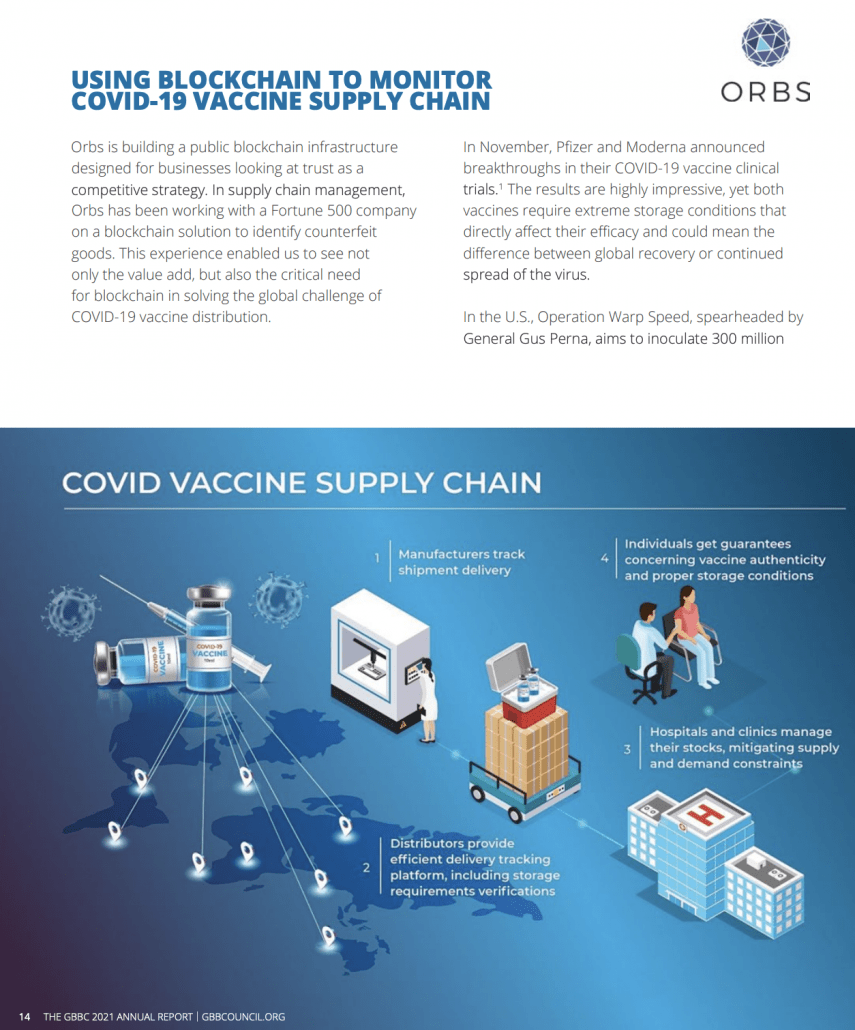 ORBS
USING BLOCKCHAIN TO MONITOR
COVID-19 VACCINE SUPPLY CHAIN
Orbs is building a public blockchain infrastructure
designed for businesses looking at trust as a
competitive strategy. In supply chain management,
Orbs has been working with a Fortune 500 company
on a blockchain solution to identify counterfeit
goods. This experience enabled us to see not
only the value add, but also the critical need
for blockchain in solving the global challenge of
COVID-19 vaccine distribution.
In November, Pfizer and Moderna announced
breakthroughs in their COVID-19 vaccine clinical
trials.¹ The results are highly impressive, yet both
vaccines require extreme storage conditions that
directly affect their efficacy and could mean the
difference between global recovery or continued
spread of the virus.
In the U.S., Operation Warp Speed, spearheaded by
General Gus Perna, aims to inoculate 300 million
COVID VACCINE SUPPLY CHAIN
COVID-19
VACCINE
10ml
COVID-19
VACCINE
10ml
1
Manufacturers track
shipment delivery
2
Distributors provide
efficient delivery tracking
platform, including storage
requirements verifications
3
Hospitals and clinics manage
their stocks, mitigating supply
and demand constraints
4
Individuals get guarantees
concerning vaccine authenticity
and proper storage conditions
H
14 THE GBBC 2021 ANNUAL REPORT | GBBCOUNCIL.ORG